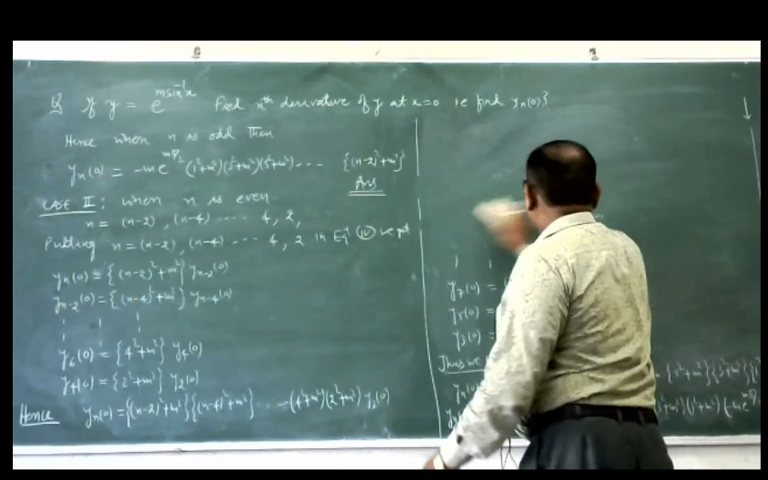 Q If y = e^{m sin⁻¹x} Find nth derivative of y at x=0 i.e find yn(0)}
Hence when n is odd then
yn(0) = -m e^{mπ/2} (1²+m²)(3²+m²)(5²+m²) ---- {(n-2)²+m²}
Ans
CASE II: when n is even
n = (n-2), (n-4) ---- 4, 2,
Putting n=(n-2), (n-4) --- 4, 2 in Eqn (IV) we get
yn(0) = {(n-2)²+m²} yn-2(0)
yn-2(0) = {(n-4)²+m²} yn-4(0)
y6(0) = {4²+m²} y4(0)
y4(0) = {2²+m²} y2(0)
Hence yn(0) = {(n-2)²+m²}{(n-4)²+m²} ---- (4²+m²)(2²+m²) y2(0)
y7(0) =
y5(0) =
y3(0) =
Thus we